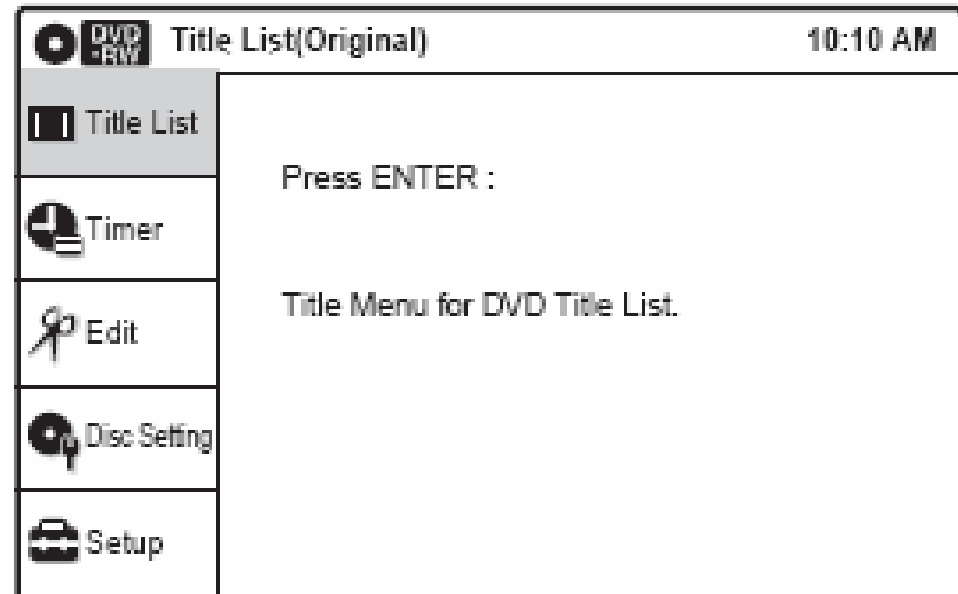 DVD
-RW
Title List(Original) 10:10 AM
Title List
Timer
Edit
Disc Setting
Setup
Press ENTER :
Title Menu for DVD Title List.